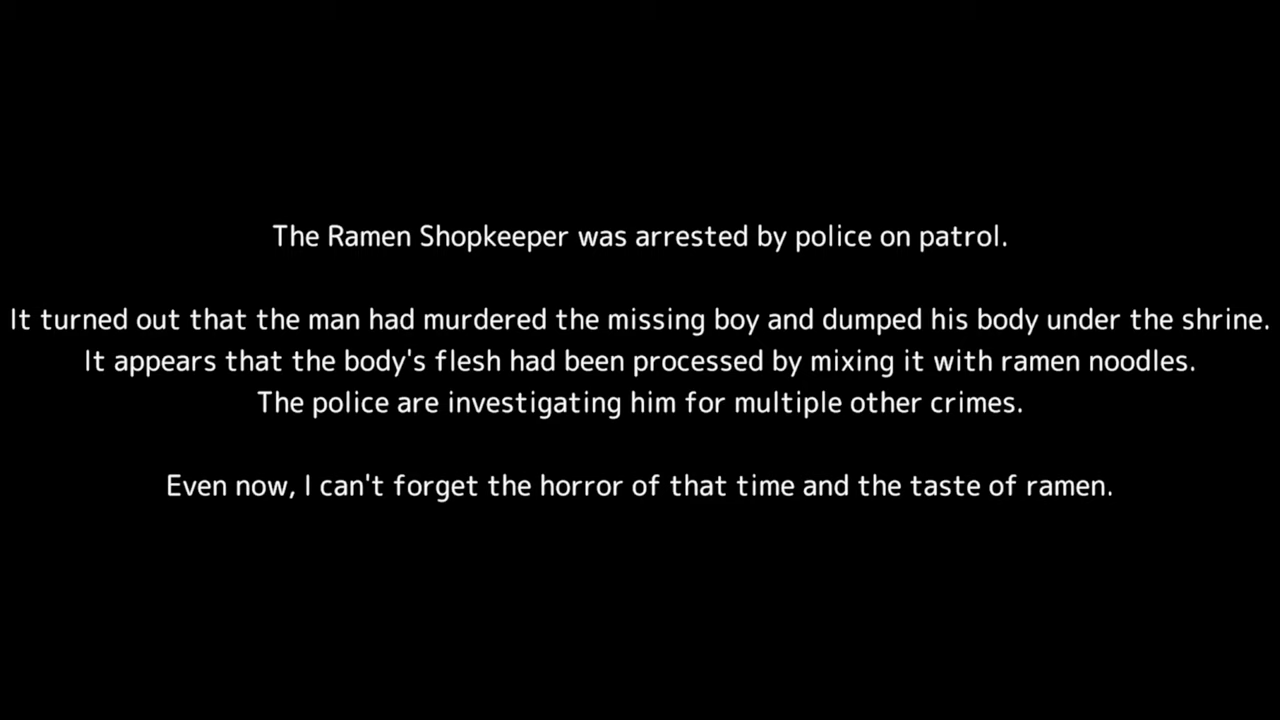 The Ramen Shopkeeper was arrested by police on patrol.
It turned out that the man had murdered the missing boy and dumped his body under the shrine.
It appears that the body's flesh had been processed by mixing it with ramen noodles.
The police are investigating him for multiple other crimes.
Even now, I can't forget the horror of that time and the taste of ramen.